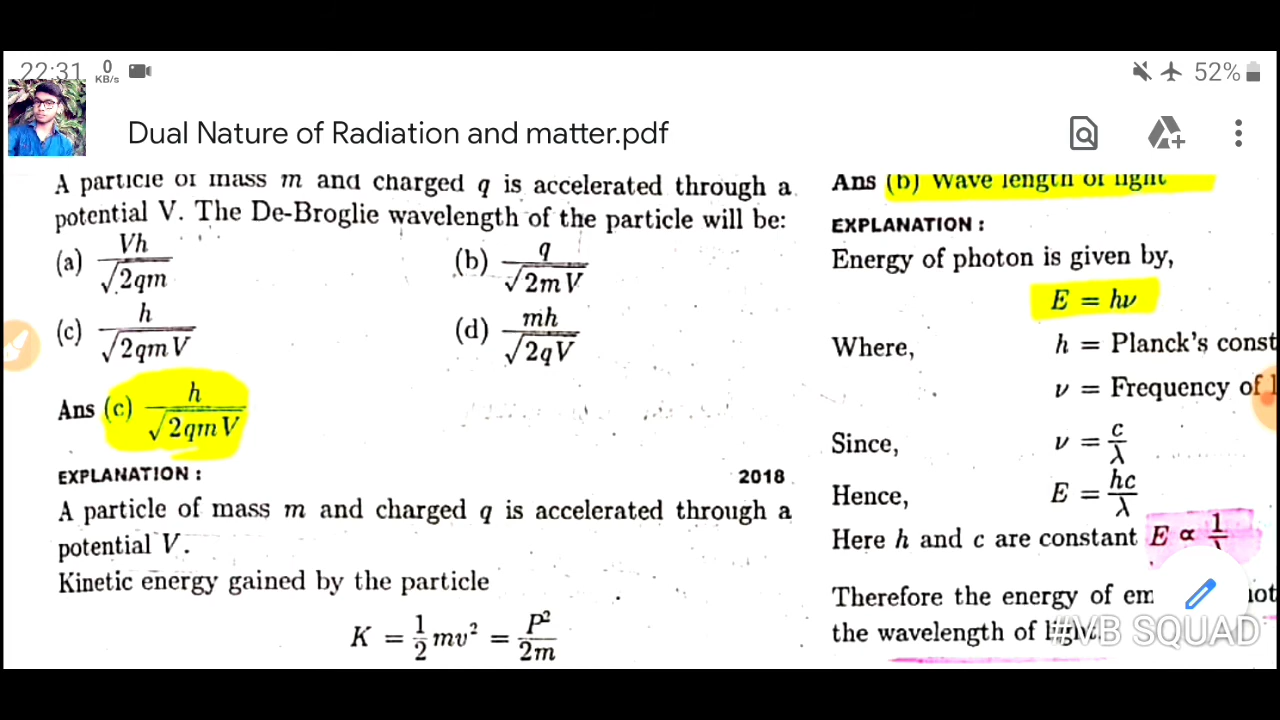 22:31 0 KB/s 52%
Dual Nature of Radiation and matter.pdf
A particle of mass m and charged q is accelerated through a
potential V. The De-Broglie wavelength of the particle will be:
(a) Vh/√2qm (b) q/√2mV
(c) h/√2qmV (d) mh/√2qV
Ans (c) h/√2qmV
EXPLANATION : 2018
A particle of mass m and charged q is accelerated through a
potential V.
Kinetic energy gained by the particle
K = 1/2 mv² = P²/2m
Ans (b) Wave length of light
EXPLANATION :
Energy of photon is given by,
E = hν
Where, h = Planck's const
ν = Frequency of
Since, ν = c/λ
Hence, E = hc/λ
Here h and c are constant E ∝ 1/λ
Therefore the energy of em
the wavelength of light.
#VB SQUAD